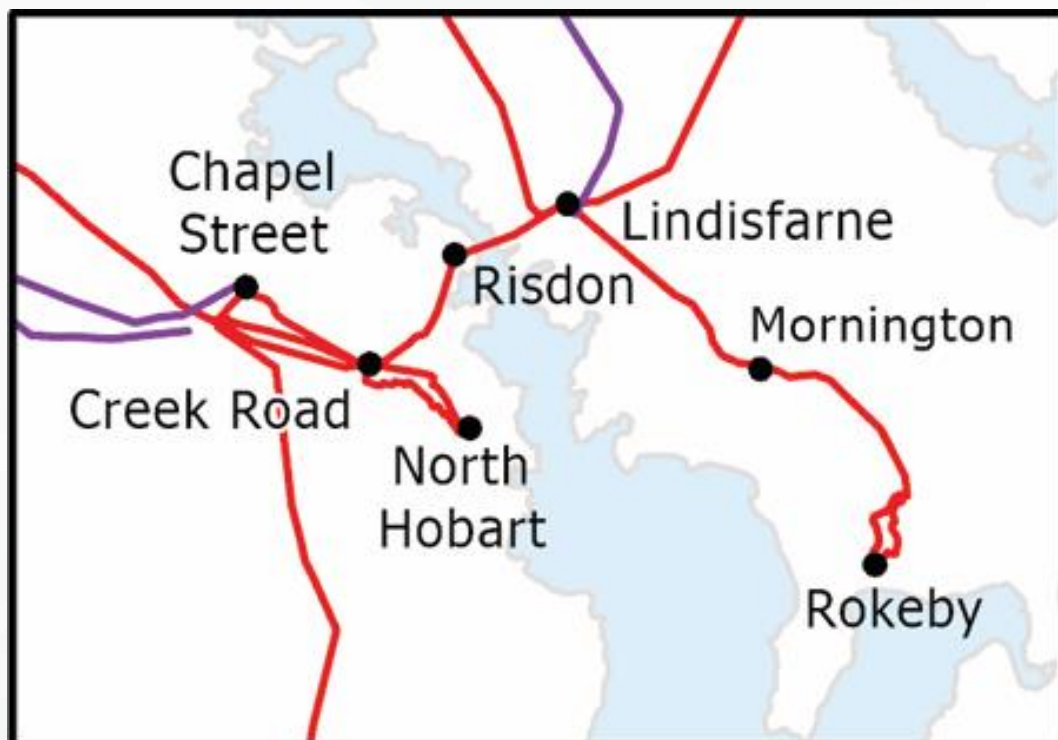 Chapel
Street
Lindisfarne
Risdon
Mornington
Creek Road
North
Hobart
Rokeby